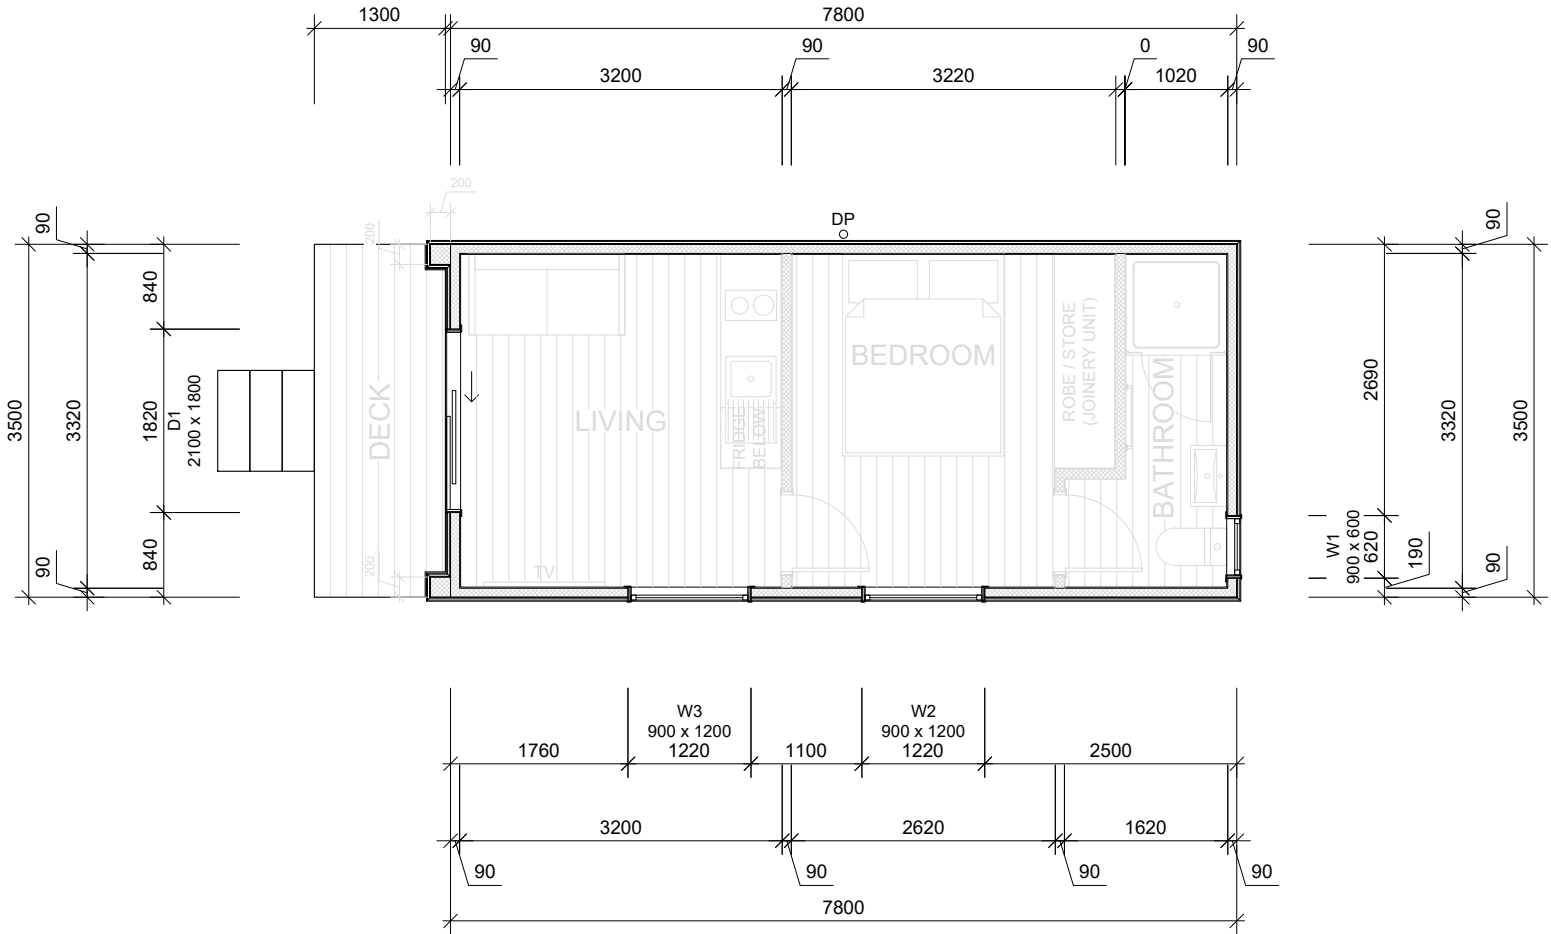 1300
7800
90
90
0
90
3200
3220
1020
200
DP
90
200
90
840
840
3500
3320
1820
D1
2100 x 1800
DECK
LIVING
FRIDGE
BELOW
BEDROOM
ROBE / STORE
(JOINERY UNIT)
BATHROOM
2690
3320
3500
W1
900 x 600
620
190
90
90
200
TV
W3
900 x 1200
1220
W2
900 x 1200
1220
1760
1100
2500
3200
2620
1620
90
90
90
90
7800